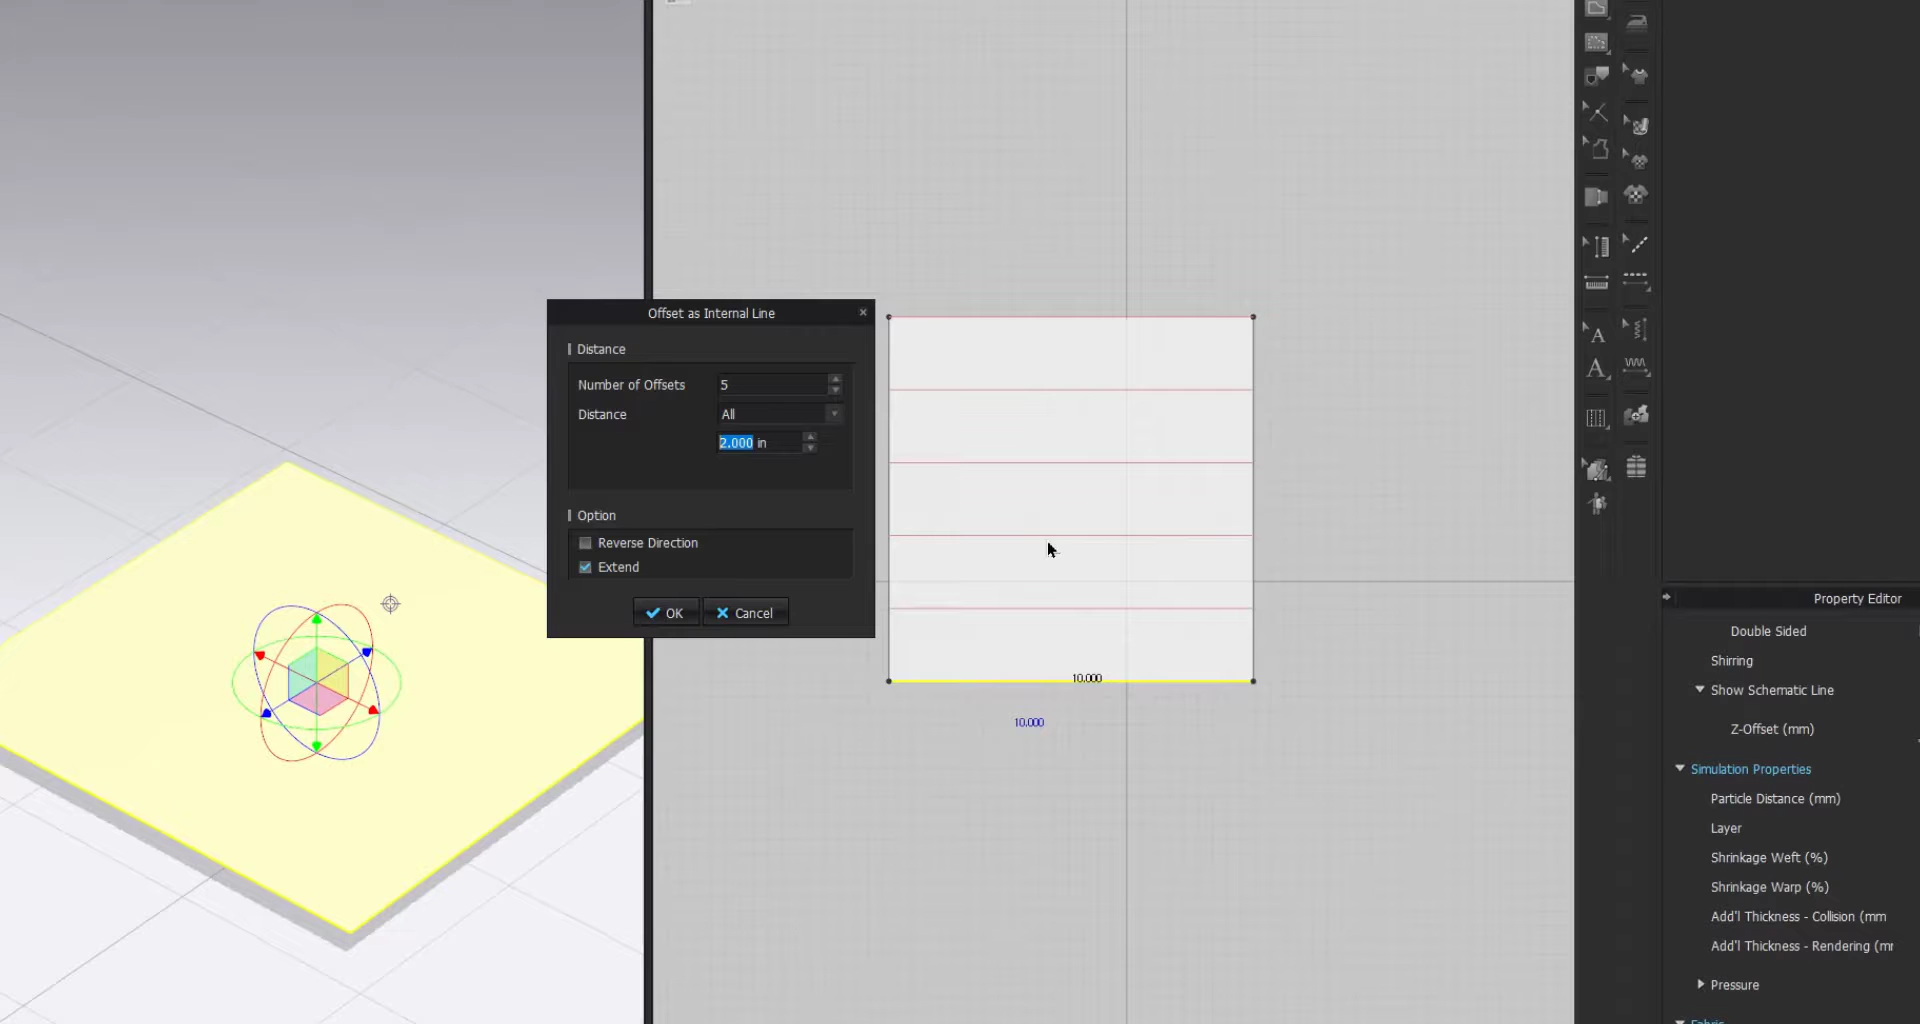 Offset as Internal Line
Distance
Number of Offsets 5
Distance All
2.000 in
Option
Reverse Direction
Extend
OK Cancel
10.000
10.000
A
A
Property Editor
Double Sided
Shirring
Show Schematic Line
Z-Offset (mm)
Simulation Properties
Particle Distance (mm)
Layer
Shrinkage Weft (%)
Shrinkage Warp (%)
Add'l Thickness - Collision (mm
Add'l Thickness - Rendering (mr
Pressure
Fabric